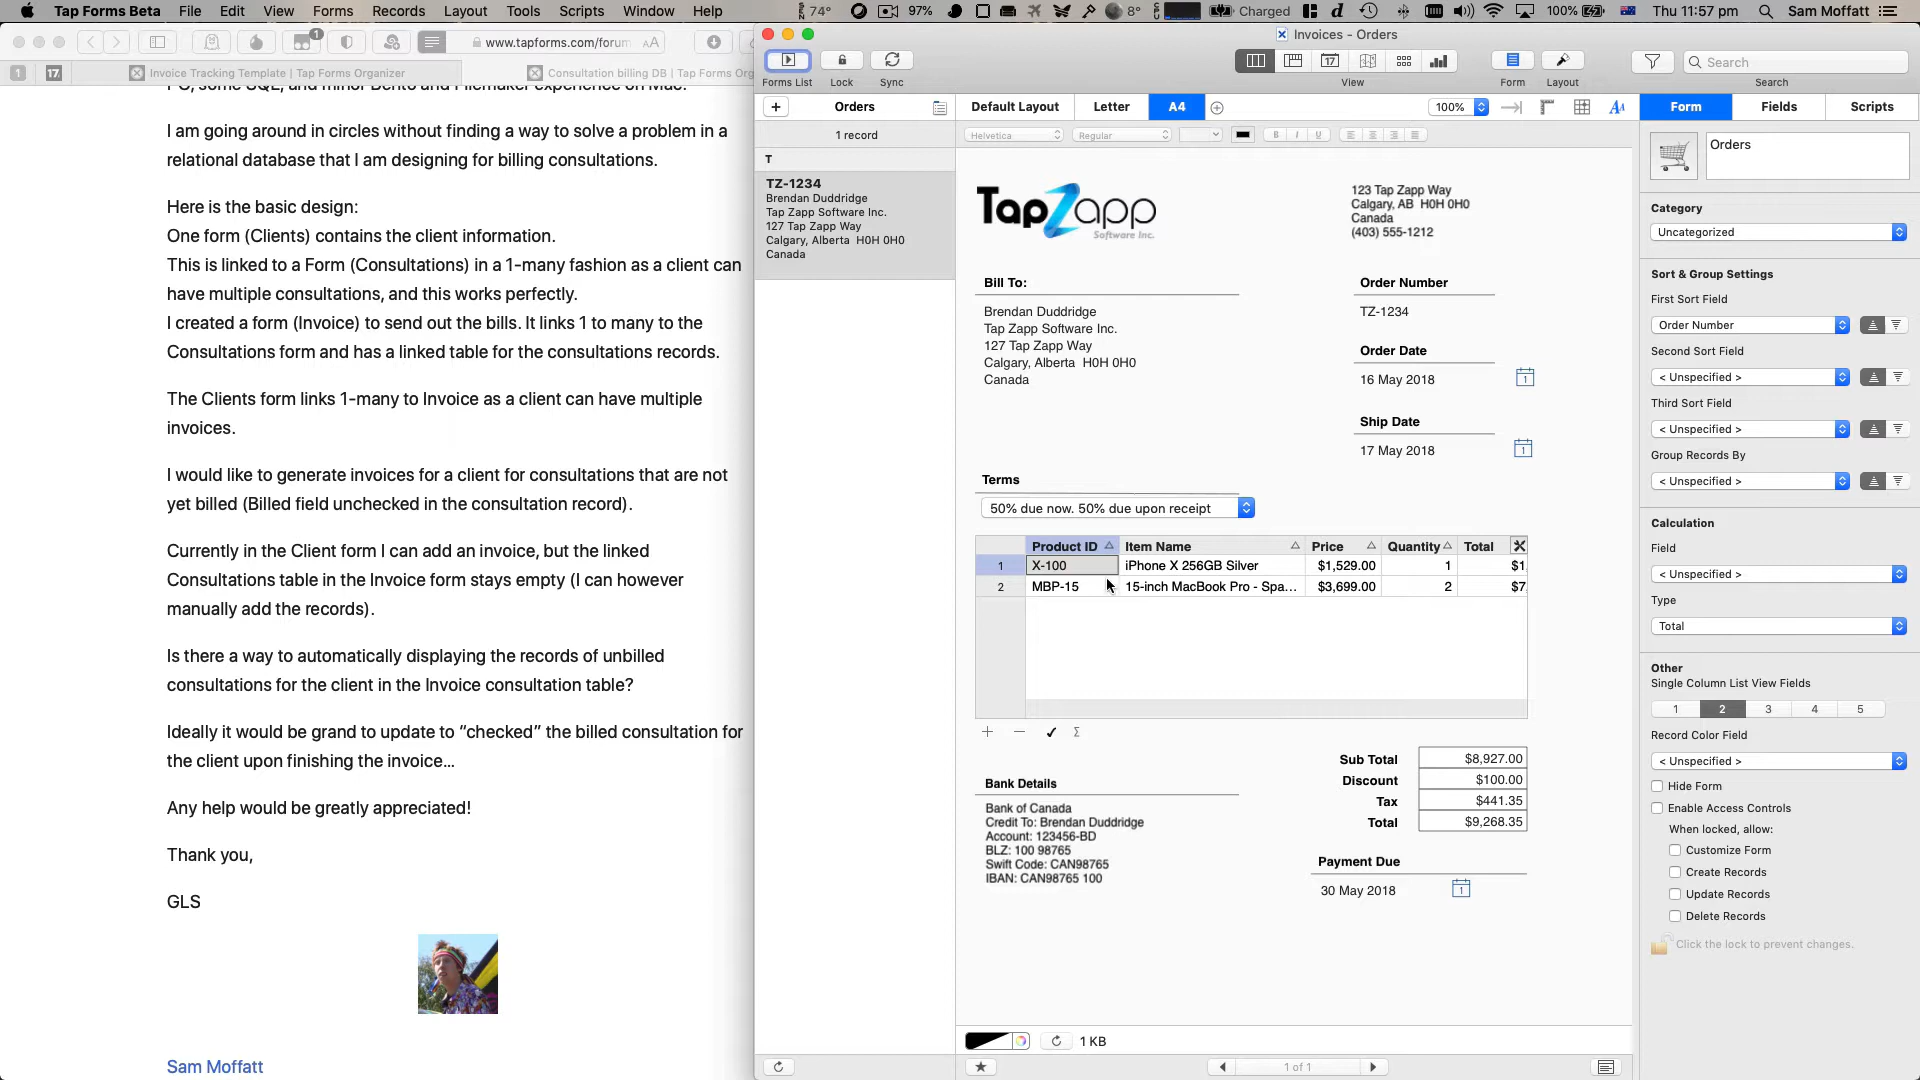 Tap Forms Beta File Edit View Forms Records Layout Tools Scripts Window Help
74° 97% 8° Charged 100% Thu 11:57 pm Sam Moffatt
www.tapforms.com/forum
1 17 Invoice Tracking Template | Tap Forms Organizer
Consultation billing DB | Tap Forms Org
I am going around in circles without finding a way to solve a problem in a
relational database that I am designing for billing consultations.
Here is the basic design:
One form (Clients) contains the client information.
This is linked to a Form (Consultations) in a 1-many fashion as a client can
have multiple consultations, and this works perfectly.
I created a form (Invoice) to send out the bills. It links 1 to many to the
Consultations form and has a linked table for the consultations records.
The Clients form links 1-many to Invoice as a client can have multiple
invoices.
I would like to generate invoices for a client for consultations that are not
yet billed (Billed field unchecked in the consultation record).
Currently in the Client form I can add an invoice, but the linked
Consultations table in the Invoice form stays empty (I can however
manually add the records).
Is there a way to automatically displaying the records of unbilled
consultations for the client in the Invoice consultation table?
Ideally it would be grand to update to “checked” the billed consultation for
the client upon finishing the invoice…
Any help would be greatly appreciated!
Thank you,
GLS
Sam Moffatt
Invoices - Orders
Forms List Lock Sync View Form Layout Search
Search
Orders
1 record
T
TZ-1234
Brendan Duddridge
Tap Zapp Software Inc.
127 Tap Zapp Way
Calgary, Alberta H0H 0H0
Canada
Default Layout Letter A4 100%
Helvetica Regular B I U
TapZapp
Software Inc.
123 Tap Zapp Way
Calgary, AB H0H 0H0
Canada
(403) 555-1212
Bill To:
Brendan Duddridge
Tap Zapp Software Inc.
127 Tap Zapp Way
Calgary, Alberta H0H 0H0
Canada
Order Number
TZ-1234
Order Date
16 May 2018
Ship Date
17 May 2018
Terms
50% due now. 50% due upon receipt
Product ID Item Name Price Quantity Total
1 X-100 iPhone X 256GB Silver $1,529.00 1 $1,
2 MBP-15 15-inch MacBook Pro - Spa... $3,699.00 2 $7,
Sub Total $8,927.00
Discount $100.00
Tax $441.35
Total $9,268.35
Bank Details
Bank of Canada
Credit To: Brendan Duddridge
Account: 123456-BD
BLZ: 100 98765
Swift Code: CAN98765
IBAN: CAN98765 100
Payment Due
30 May 2018
1 KB
1 of 1
Form Fields Scripts
Orders
Category
Uncategorized
Sort & Group Settings
First Sort Field
Order Number
Second Sort Field
< Unspecified >
Third Sort Field
< Unspecified >
Group Records By
< Unspecified >
Calculation
Field
< Unspecified >
Type
Total
Other
Single Column List View Fields
1 2 3 4 5
Record Color Field
< Unspecified >
Hide Form
Enable Access Controls
When locked, allow:
Customize Form
Create Records
Update Records
Delete Records
Click the lock to prevent changes.